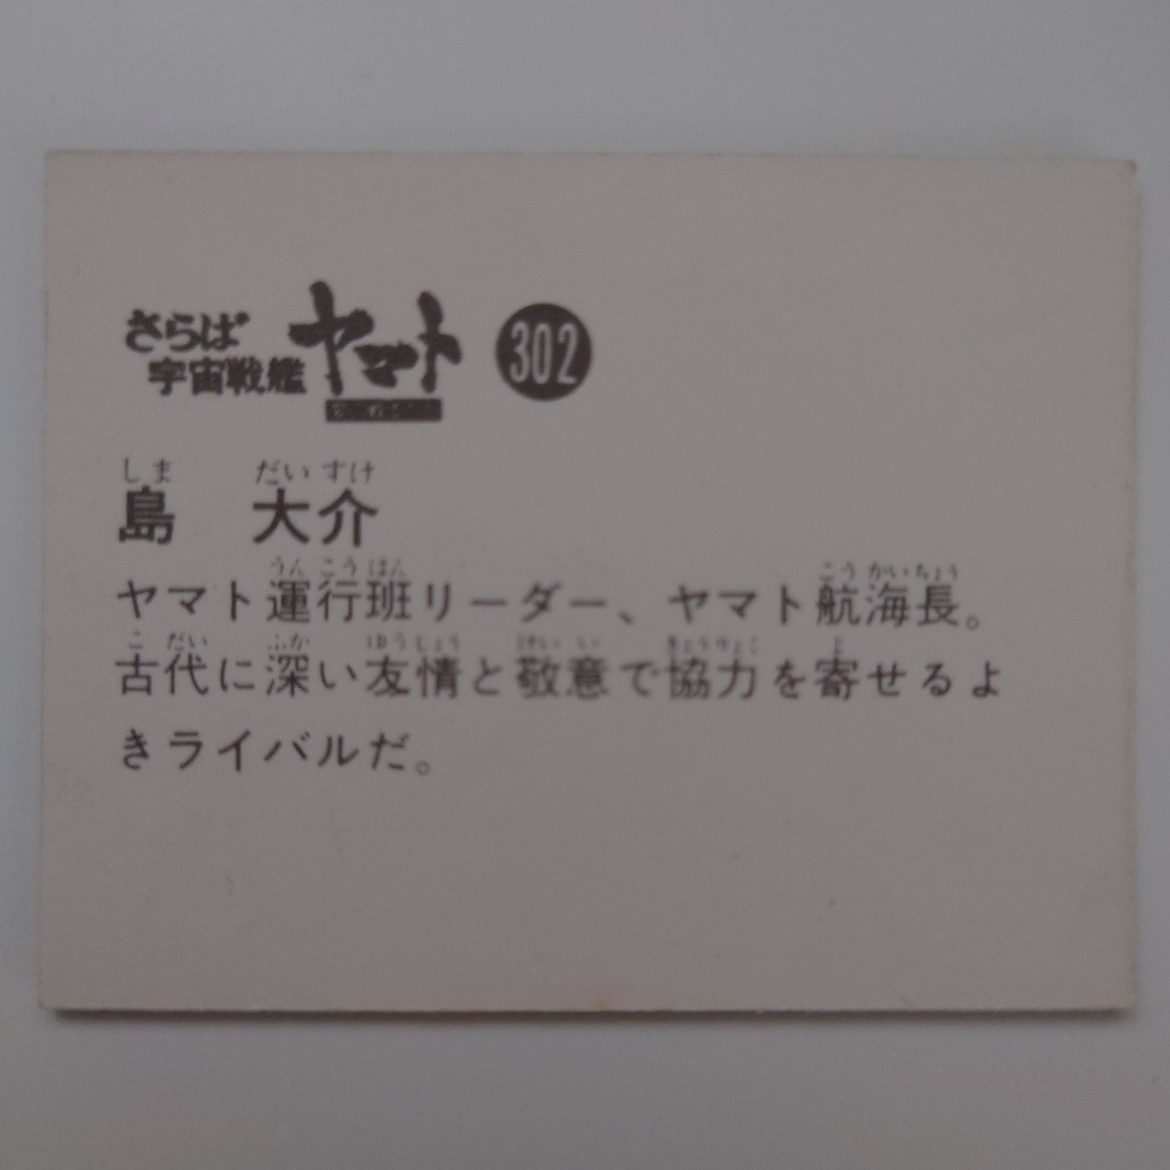 さらば
宇宙戦艦ヤマト 302
しま だいすけ
島 大介
うんこうはん こうかいちょう
ヤマト運行班リーダー、ヤマト航海長。
こだい ふか ゆうじょう けいい きょうりょく よ
古代に深い友情と敬意で協力を寄せるよ
きライバルだ。